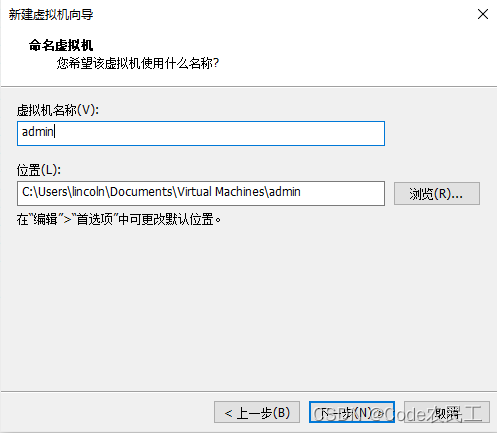 新建虚拟机向导
命名虚拟机
您希望该虚拟机使用什么名称?
虚拟机名称(V):
admin
位置(L):
C:\Users\lincoln\Documents\Virtual Machines\admin
浏览(R)...
在“编辑”>“首选项”中可更改默认位置。
< 上一步(B)
下一步(N) >
取消
CSDN @Code农民工